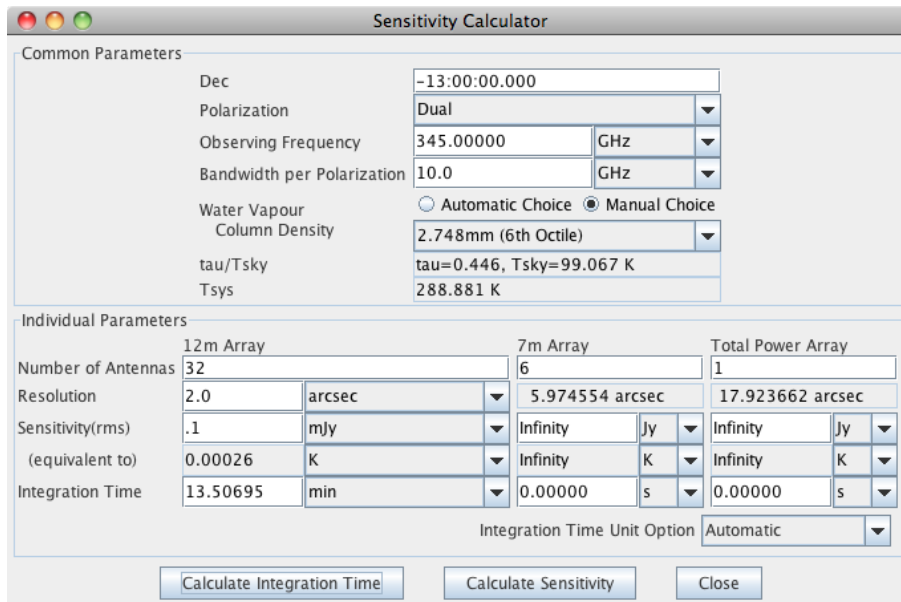 Sensitivity Calculator
Common Parameters
Dec -13:00:00.000
Polarization Dual
Observing Frequency 345.00000 GHz
Bandwidth per Polarization 10.0 GHz
Water Vapour Automatic Choice Manual Choice
Column Density 2.748mm (6th Octile)
tau/Tsky tau=0.446, Tsky=99.067 K
Tsys 288.881 K
Individual Parameters
12m Array 7m Array Total Power Array
Number of Antennas 32 6 1
Resolution 2.0 arcsec 5.974554 arcsec 17.923662 arcsec
Sensitivity(rms) .1 mJy Infinity Jy Infinity Jy
(equivalent to) 0.00026 K Infinity K Infinity K
Integration Time 13.50695 min 0.00000 s 0.00000 s
Integration Time Unit Option Automatic
Calculate Integration Time Calculate Sensitivity Close